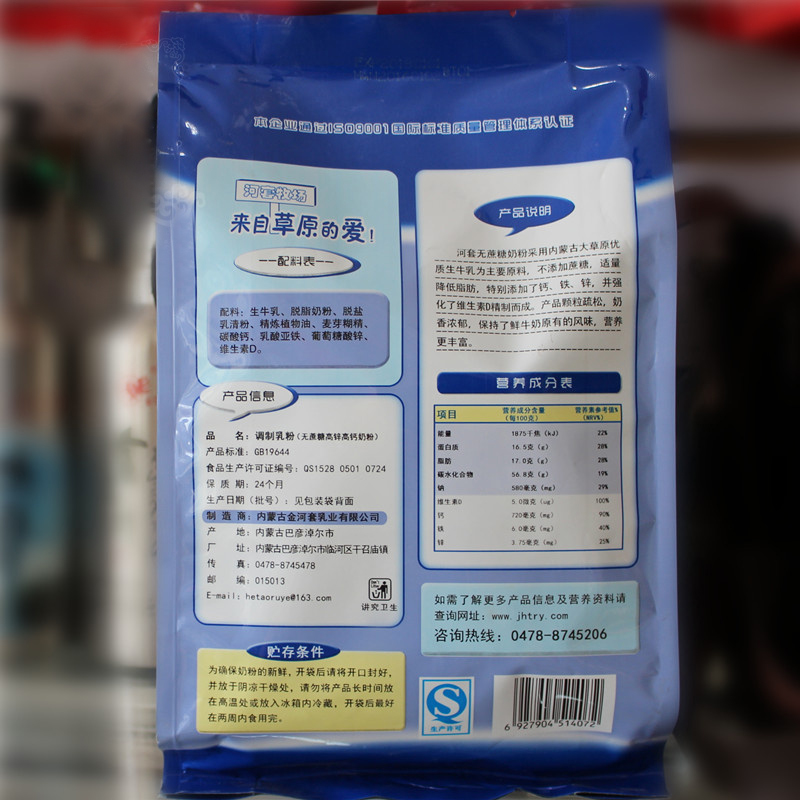 本企业通过ISO9001国际标准质量管理体系认证
河套牧场
来自草原的爱!
--配料表--
配料：生牛乳、脱脂奶粉、脱盐
乳清粉、精炼植物油、麦芽糊精、
碳酸钙、乳酸亚铁、葡萄糖酸锌、
维生素D。
产品信息
品 名：调制乳粉（无蔗糖高锌高钙奶粉）
产品标准：GB19644
食品生产许可证编号：QS1528 0501 0724
保 质 期：24个月
生产日期（批号）：见包装袋背面
制 造 商：内蒙古金河套乳业有限公司
产 地：内蒙古巴彦淖尔市
厂 址：内蒙古巴彦淖尔市临河区干召庙镇
传 真：0478-8745478
邮 编：015013
E-mail：hetaoruye@163.com
讲究卫生
贮存条件
为确保奶粉的新鲜，开袋后请将开口封好，
并放于阴凉干燥处，请勿将产品长时间放
在高温处或放入冰箱内冷藏，开袋后最好
在两周内食用完。
产品说明
河套无蔗糖奶粉采用内蒙古大草原优
质生牛乳为主要原料，不添加蔗糖，适量
降低脂肪，特别添加了钙、铁、锌，并强
化了维生素D精制而成。产品颗粒疏松，奶
香浓郁，保持了鲜牛奶原有的风味，营养
更丰富。
营养成分表
项目 营养成分含量（每100克） 营养素参考值%（NRV%）
能量 1875千焦（kJ） 22%
蛋白质 16.5克（g） 28%
脂肪 17.0克（g） 28%
碳水化合物 56.8克（g） 19%
钠 580毫克（mg） 29%
维生素D 5.0微克（ug） 100%
钙 720毫克（mg） 90%
铁 6.0毫克（mg） 40%
锌 3.75毫克（mg） 25%
如需了解更多产品信息及营养资料请
查询网址：www.jhtry.com
咨询热线：0478-8745206
生产许可
6 927904 514072